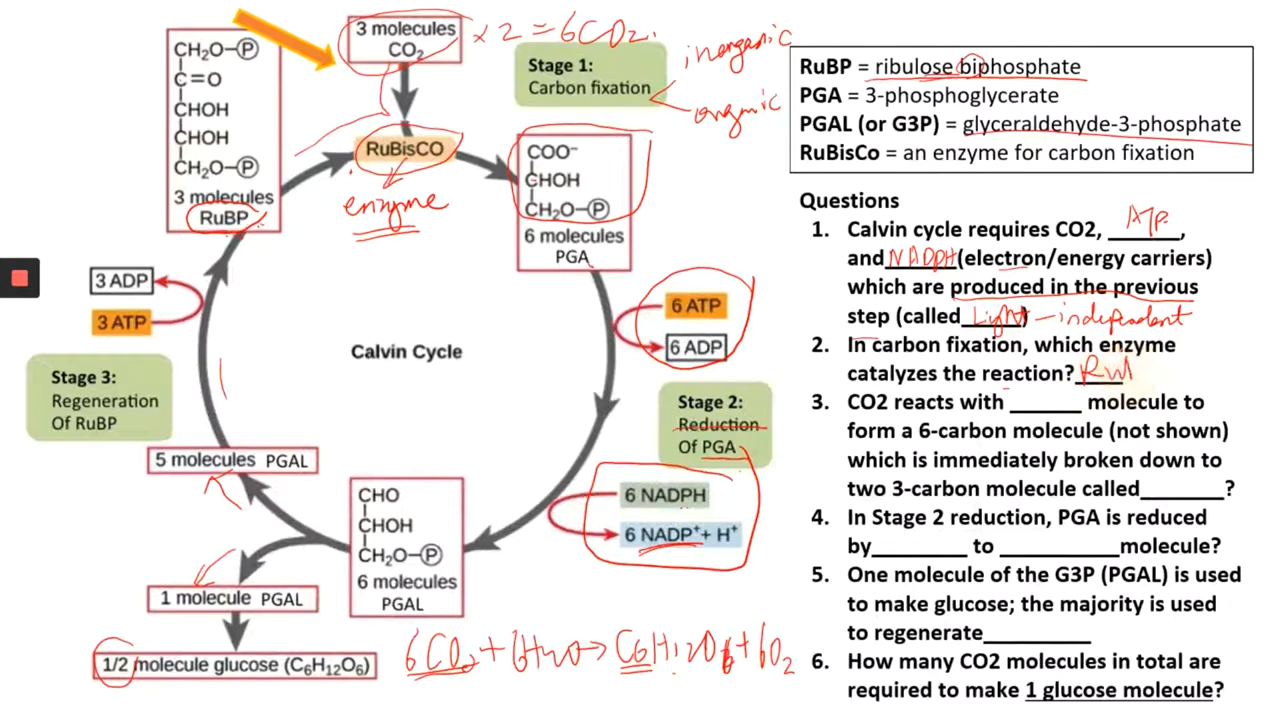 3 molecules
CO₂
× 2 = 6CO₂.
Stage 1:
Carbon fixation
inorganic
organic
CH₂O–Ⓟ
C=O
CHOH
CHOH
CH₂O–Ⓟ
3 molecules
RuBP
RuBisCO
enzyme
COO⁻
CHOH
CH₂O–Ⓟ
6 molecules
PGA
3 ADP
3 ATP
6 ATP
6 ADP
Calvin Cycle
Stage 3:
Regeneration
Of RuBP
Stage 2:
Reduction
Of PGA
5 molecules PGAL
6 NADPH
6 NADP⁺ + H⁺
CHO
CHOH
CH₂O–Ⓟ
6 molecules
PGAL
1 molecule PGAL
1/2 molecule glucose (C₆H₁₂O₆)
6CO₂ + 6H₂O → C6H12O6 + 6O₂
RuBP = ribulose biphosphate
PGA = 3-phosphoglycerate
PGAL (or G3P) = glyceraldehyde-3-phosphate
RuBisCo = an enzyme for carbon fixation
Questions
1. Calvin cycle requires CO2, ATP,
and NADPH (electron/energy carriers)
which are produced in the previous
step (called Light – independent
2. In carbon fixation, which enzyme
catalyzes the reaction? Ru
3. CO2 reacts with ______ molecule to
form a 6-carbon molecule (not shown)
which is immediately broken down to
two 3-carbon molecule called_______?
4. In Stage 2 reduction, PGA is reduced
by________ to __________molecule?
5. One molecule of the G3P (PGAL) is used
to make glucose; the majority is used
to regenerate_________
6. How many CO2 molecules in total are
required to make 1 glucose molecule?